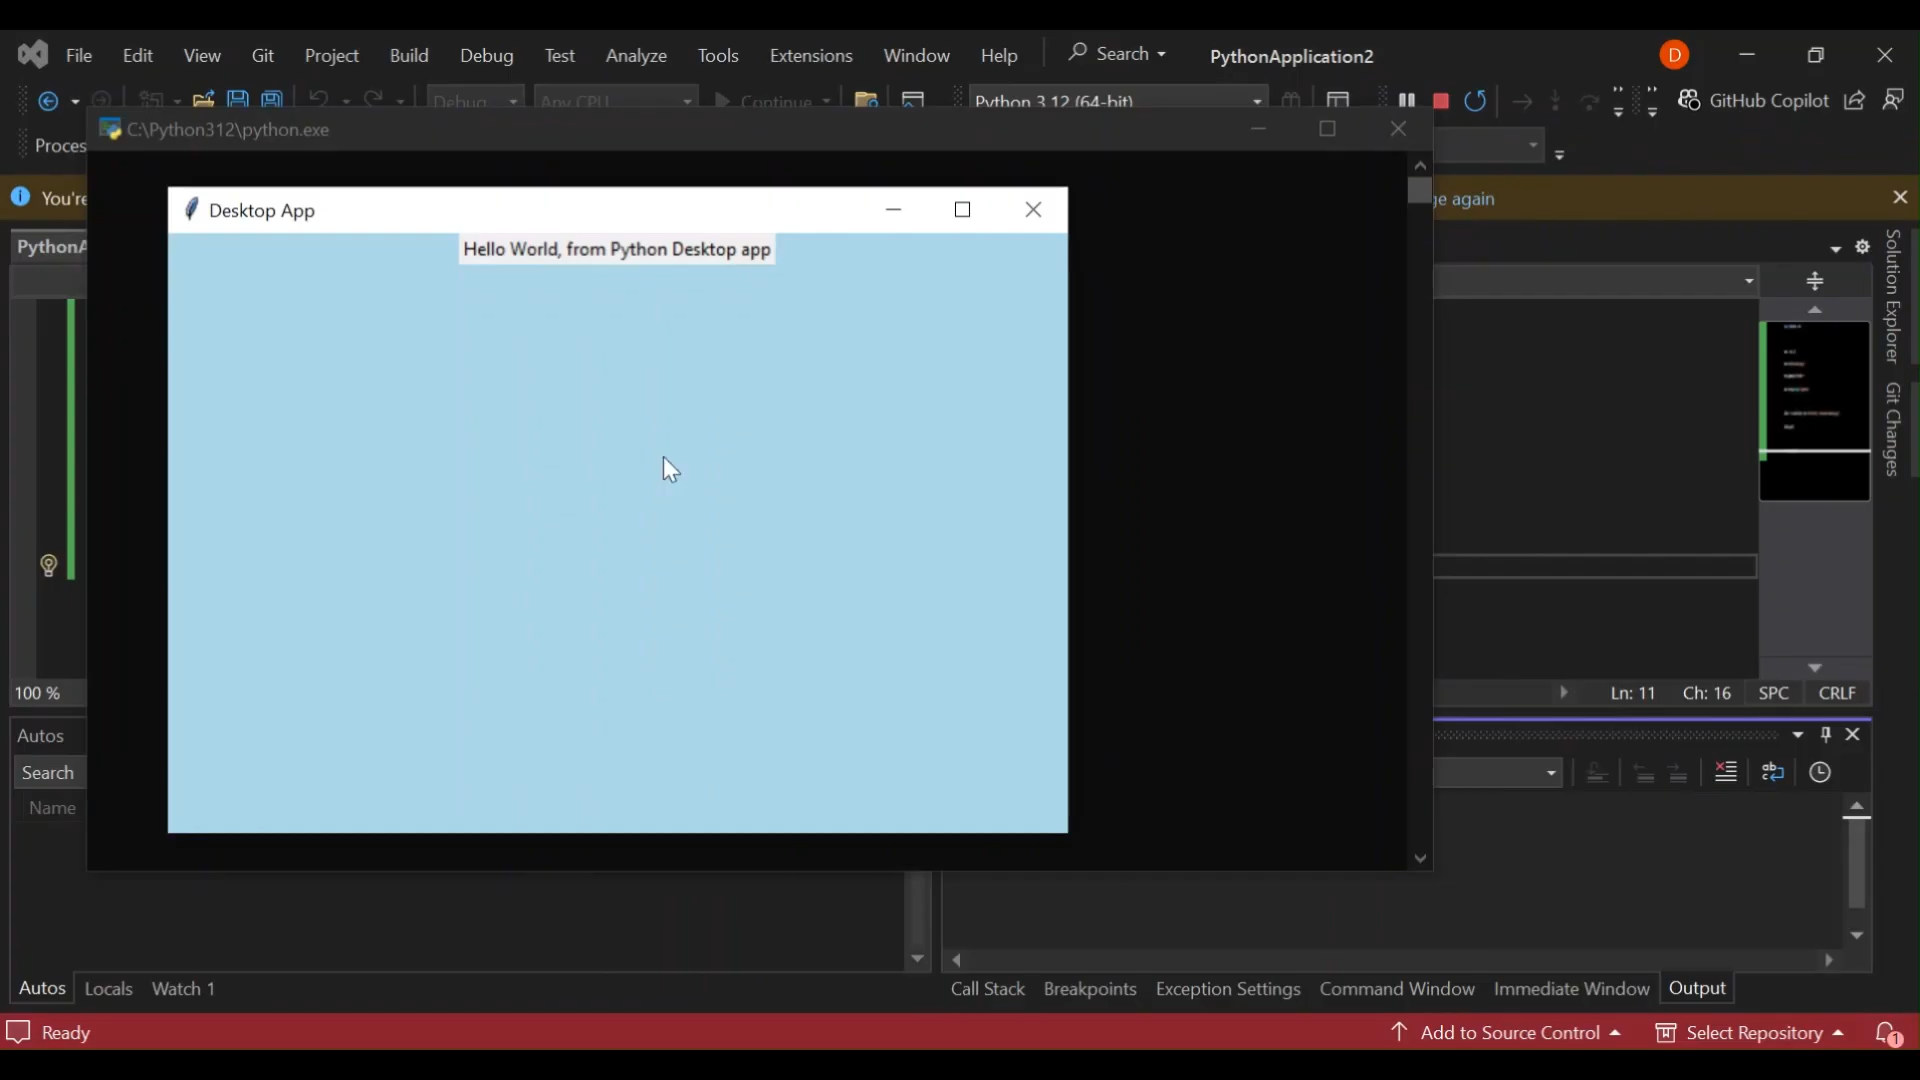 File Edit View Git Project Build Debug Test Analyze Tools Extensions Window Help Search PythonApplication2 D
Debug Any CPU Continue Python 3.12 (64-bit) GitHub Copilot
C:\Python312\python.exe
Proces
You're
ge again
Desktop App
Hello World, from Python Desktop app
PythonA
Solution Explorer
Git Changes
100 %
Ln: 11 Ch: 16 SPC CRLF
Autos
Search
Name
Autos Locals Watch 1
Call Stack Breakpoints Exception Settings Command Window Immediate Window Output
Ready Add to Source Control Select Repository 1